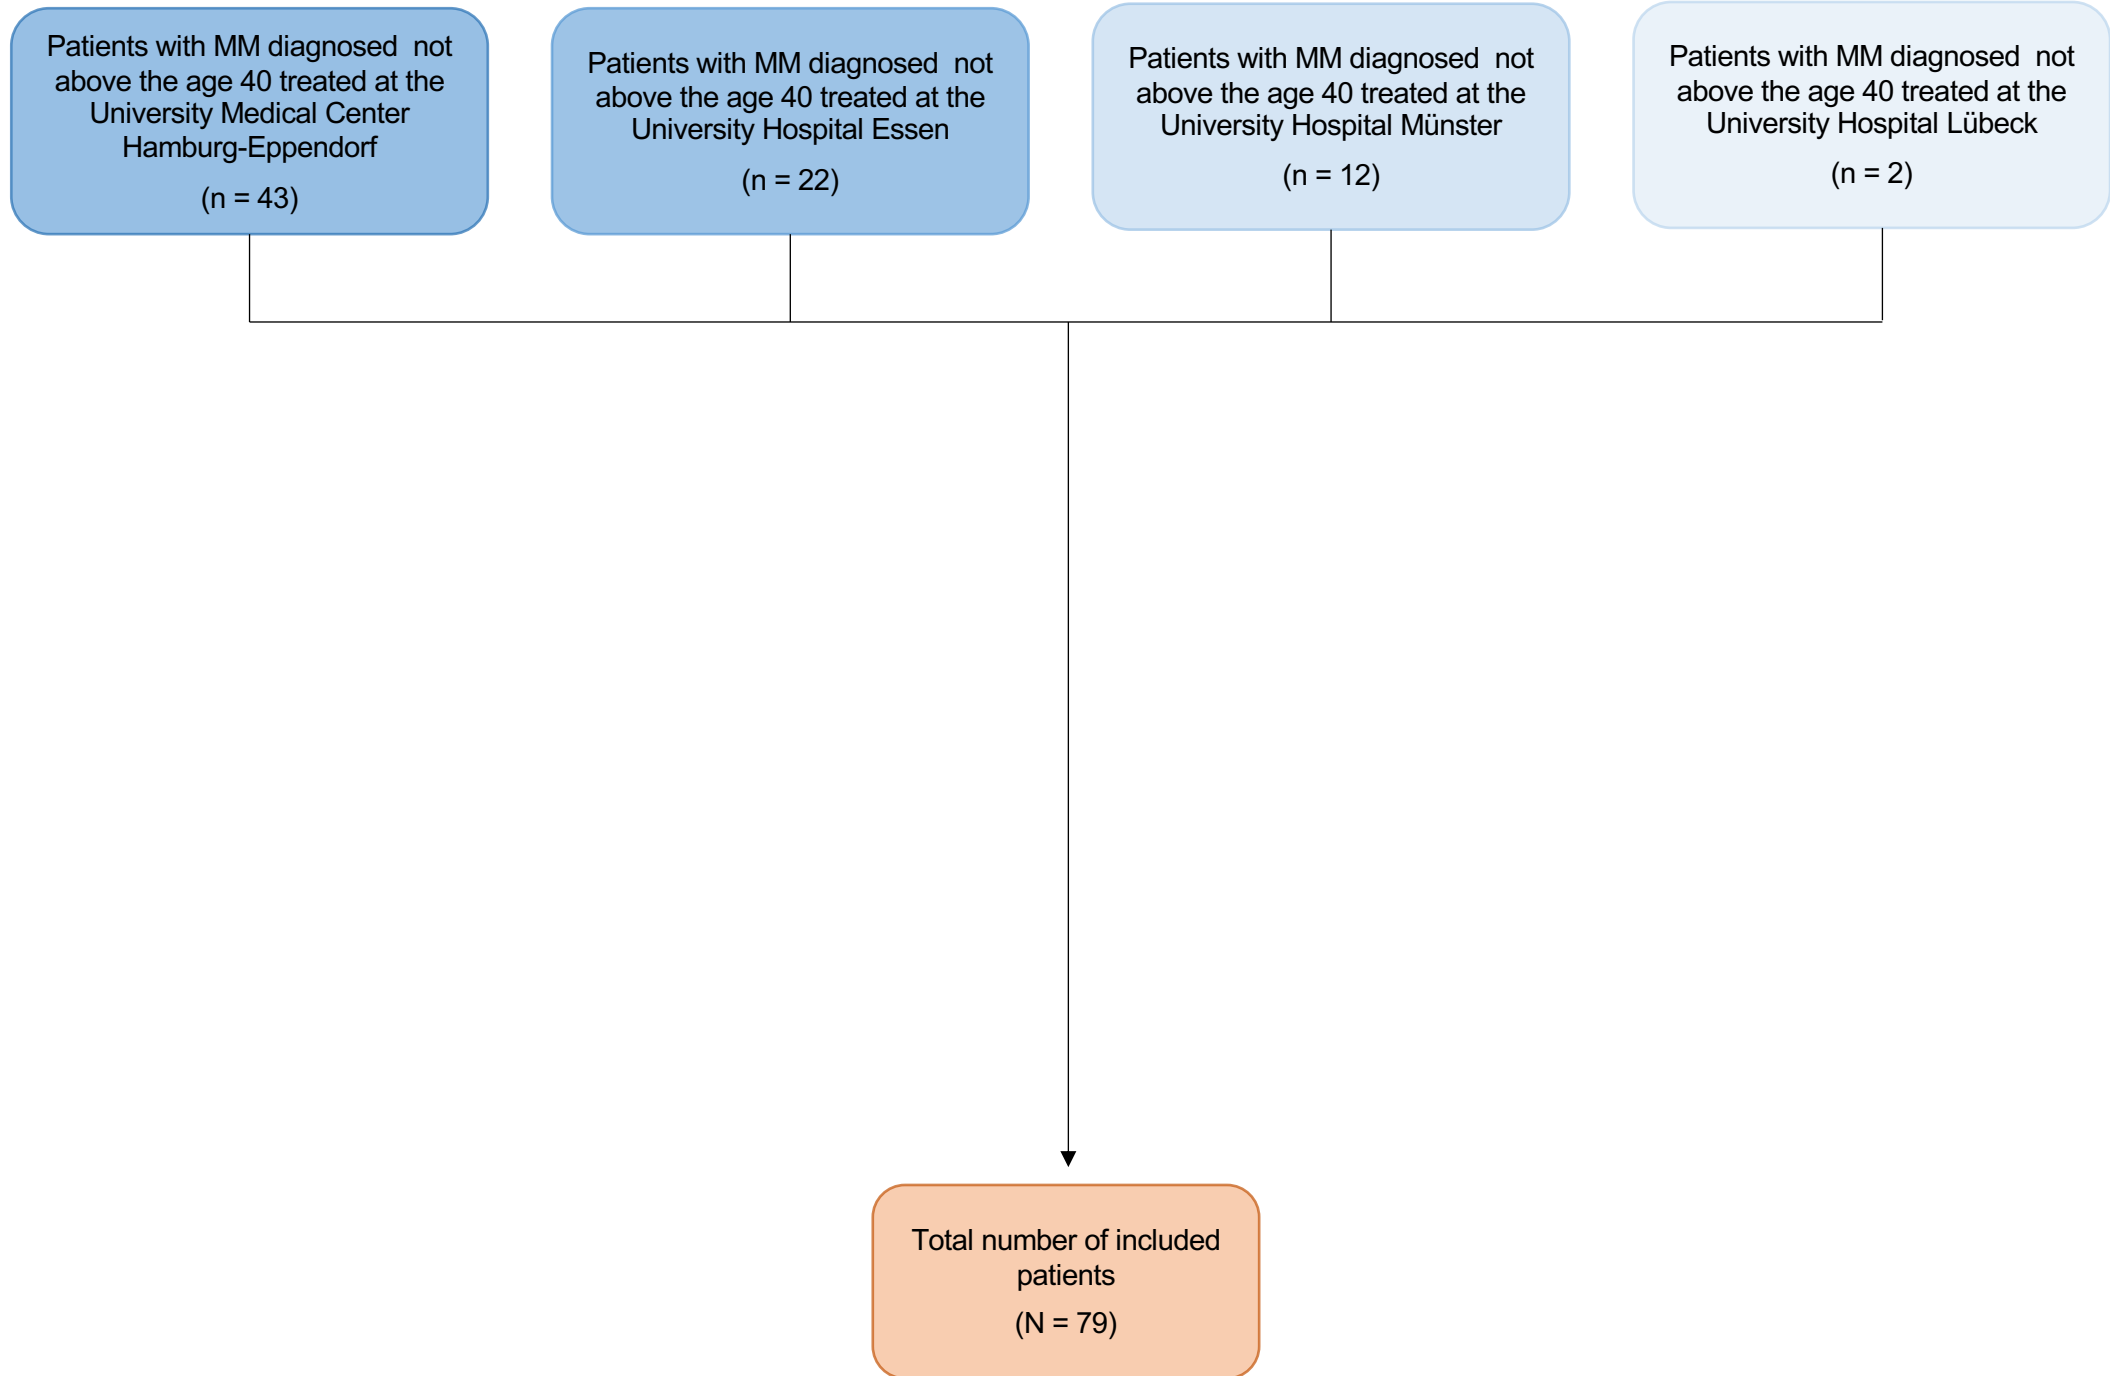 Patients with MM diagnosed  not
above the age 40 treated at the
University Medical Center
Hamburg-Eppendorf
(n = 43)
Patients with MM diagnosed  not
above the age 40 treated at the
University Hospital Essen
(n = 22)
Patients with MM diagnosed  not
above the age 40 treated at the
University Hospital Münster
(n = 12)
Patients with MM diagnosed  not
above the age 40 treated at the
University Hospital Lübeck
(n = 2)
Total number of included
patients
(N = 79)